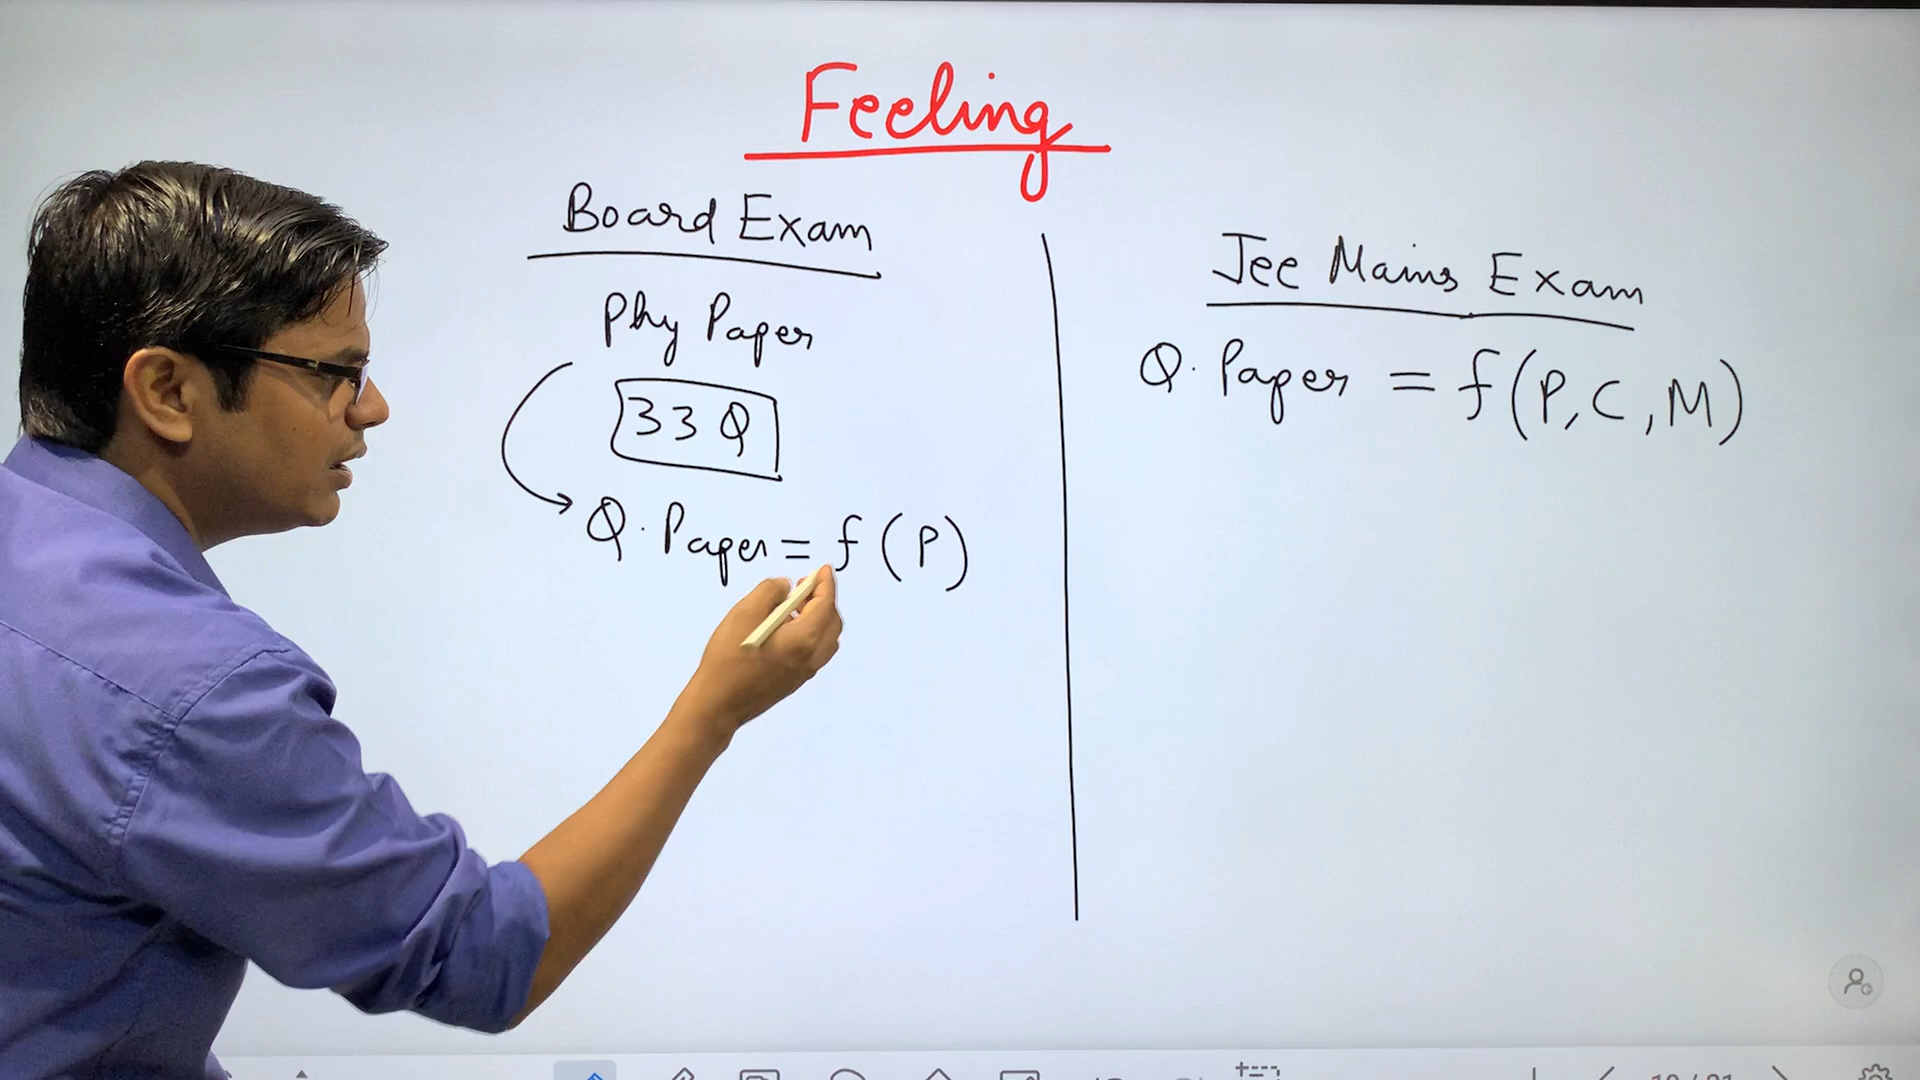 Feeling
Board Exam
Phy Paper
33 Q
Q. Paper = f(P)
Jee Mains Exam
Q. Paper = f(P, C, M)